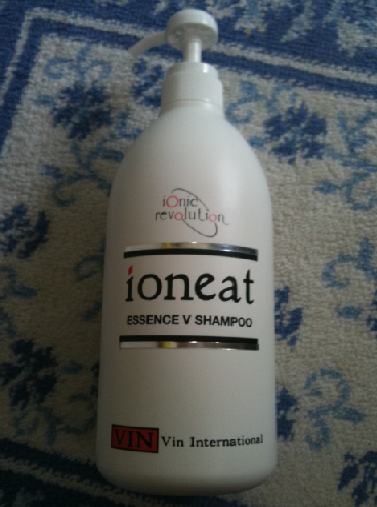 ionic
revolution
ioneat
ESSENCE V SHAMPOO
VIN Vin International